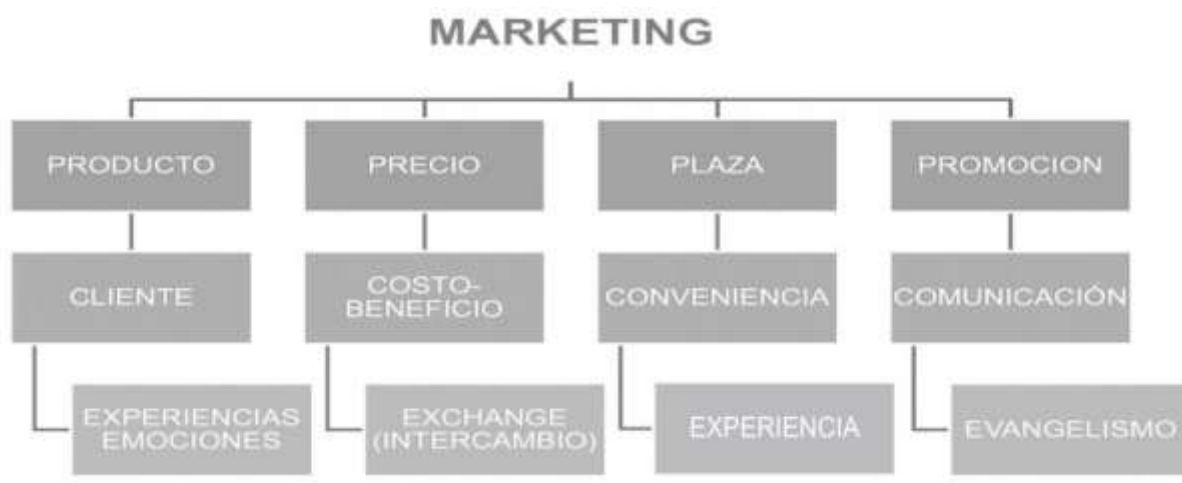 MARKETING
PRODUCTO
PRECIO
PLAZA
PROMOCION
CLIENTE
COSTO-
BENEFICIO
CONVENIENCIA
COMUNICACIÓN
EXPERIENCIAS
EMOCIONES
EXCHANGE
(INTERCAMBIO)
EXPERIENCIA
EVANGELISMO